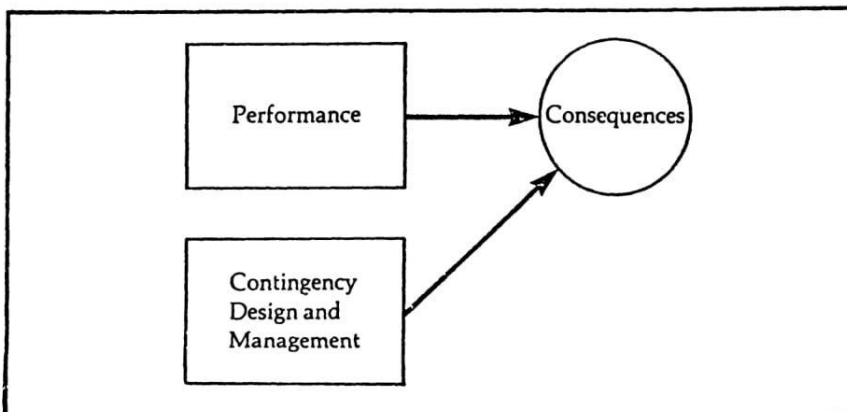 Performance
Consequences
Contingency
Design and
Management